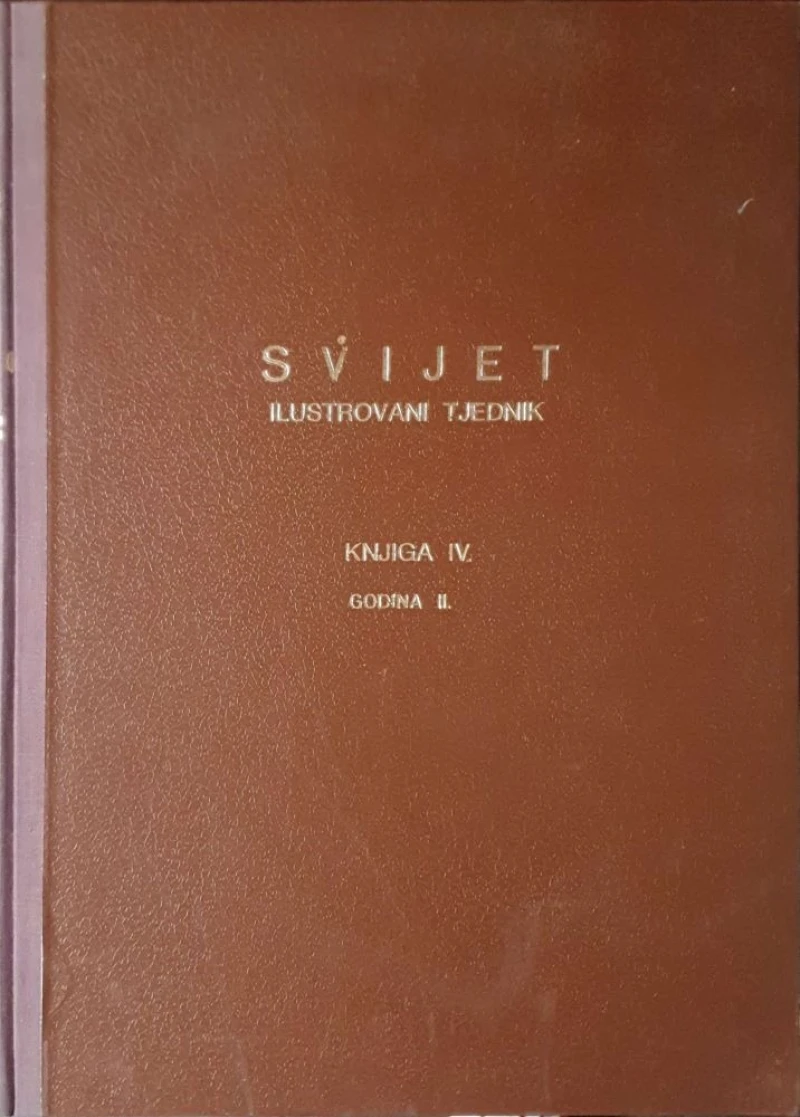 SVIJET
ILUSTROVANI TJEDNIK
KNJIGA IV.
GODINA II.